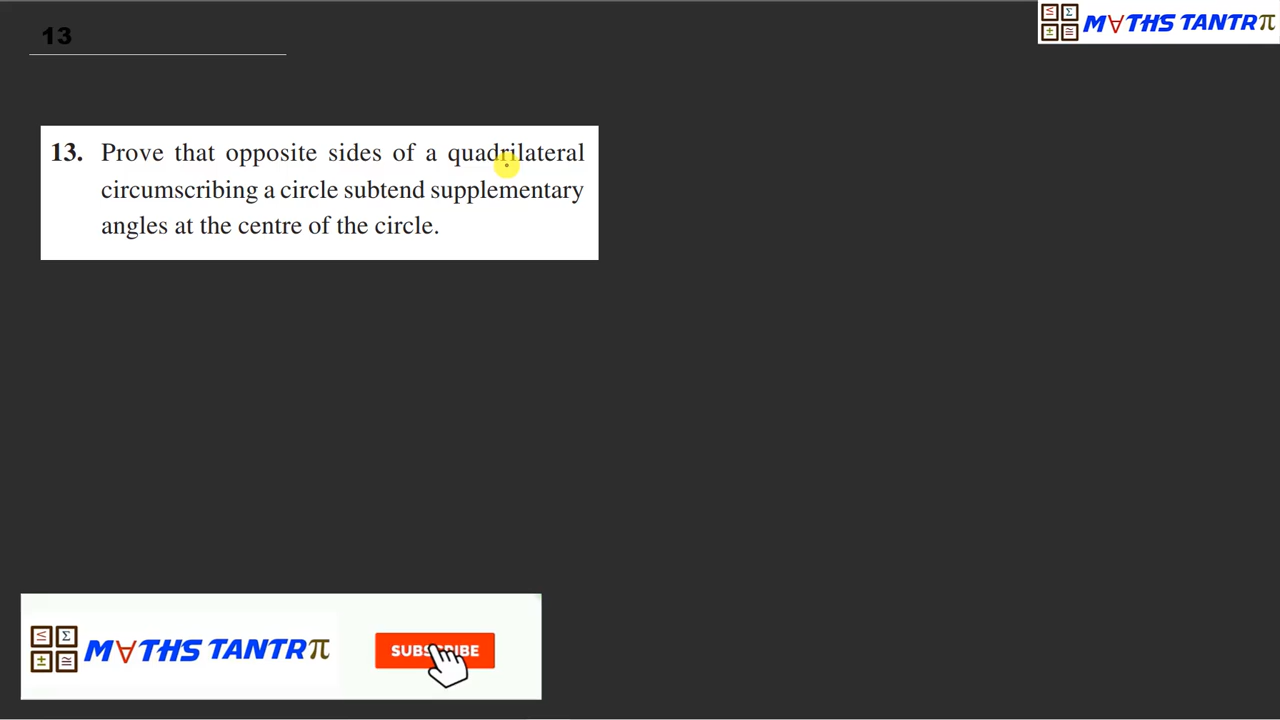 13
M∀THS TANTRπ
13. Prove that opposite sides of a quadrilateral
circumscribing a circle subtend supplementary
angles at the centre of the circle.
M∀THS TANTRπ
SUBSCRIBE